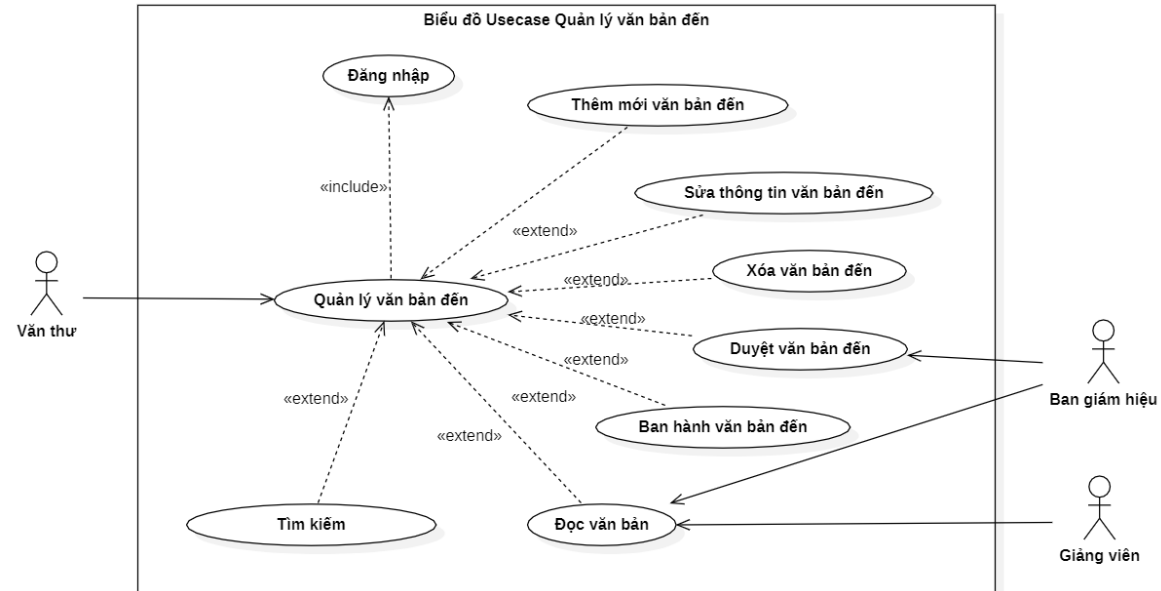 Biểu đồ Usecase Quản lý văn bản đến
Đăng nhập
Thêm mới văn bản đến
«include»
Sửa thông tin văn bản đến
«extend»
Xóa văn bản đến
«extend»
Quản lý văn bản đến
«extend»
Văn thư
Duyệt văn bản đến
«extend»
«extend»
«extend»
Ban giám hiệu
Ban hành văn bản đến
«extend»
Tìm kiếm
Đọc văn bản
Giảng viên